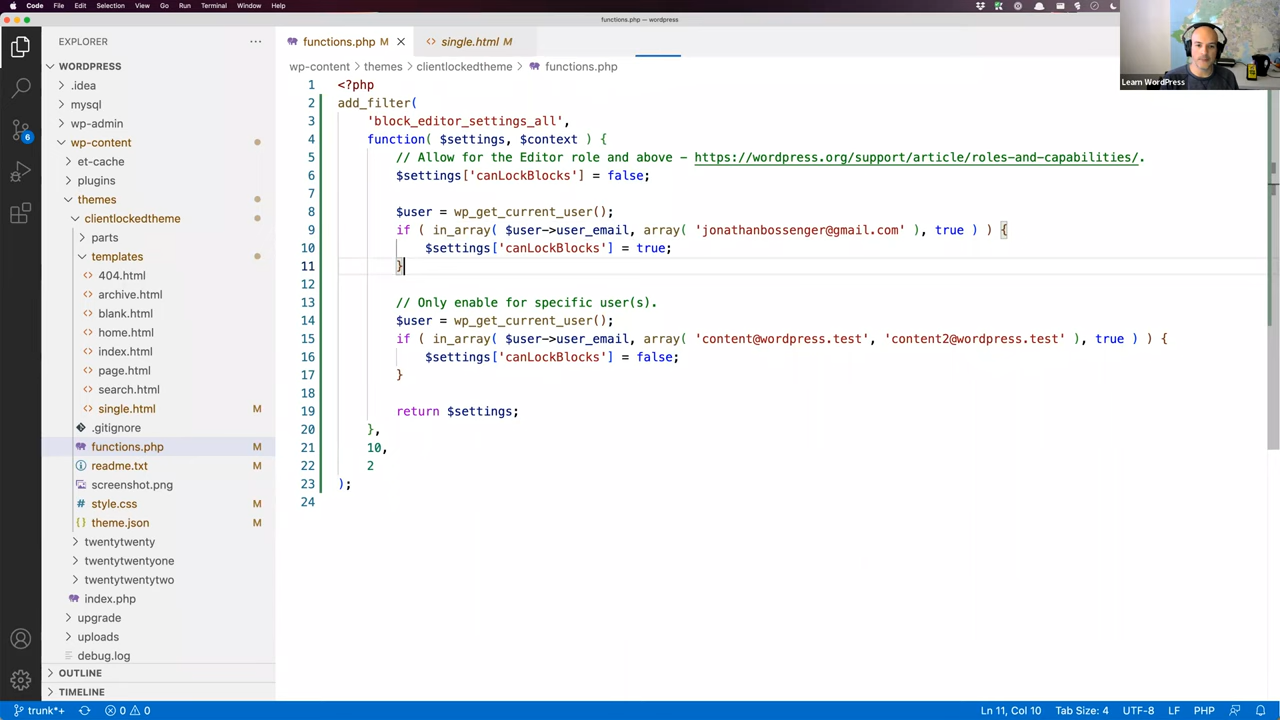 Code File Edit Selection View Go Run Terminal Window Help
functions.php — wordpress
EXPLORER
functions.php M
single.html M
WORDPRESS
wp-content > themes > clientlockedtheme > functions.php
.idea
mysql
wp-admin
wp-content
et-cache
plugins
themes
clientlockedtheme
parts
templates
404.html
archive.html
blank.html
home.html
index.html
page.html
search.html
single.html M
.gitignore
functions.php M
readme.txt M
screenshot.png
style.css M
theme.json M
twentytwenty
twentytwentyone
twentytwentytwo
index.php
upgrade
uploads
debug.log
OUTLINE
TIMELINE
6
1 <?php
2 add_filter(
3 'block_editor_settings_all',
4 function( $settings, $context ) {
5 // Allow for the Editor role and above - https://wordpress.org/support/article/roles-and-capabilities/.
6 $settings['canLockBlocks'] = false;
7
8 $user = wp_get_current_user();
9 if ( in_array( $user->user_email, array( 'jonathanbossenger@gmail.com' ), true ) ) {
10 $settings['canLockBlocks'] = true;
11 }
12
13 // Only enable for specific user(s).
14 $user = wp_get_current_user();
15 if ( in_array( $user->user_email, array( 'content@wordpress.test', 'content2@wordpress.test' ), true ) ) {
16 $settings['canLockBlocks'] = false;
17 }
18
19 return $settings;
20 },
21 10,
22 2
23 );
24
Learn WordPress
trunk*+ 0 0 Ln 11, Col 10 Tab Size: 4 UTF-8 LF PHP